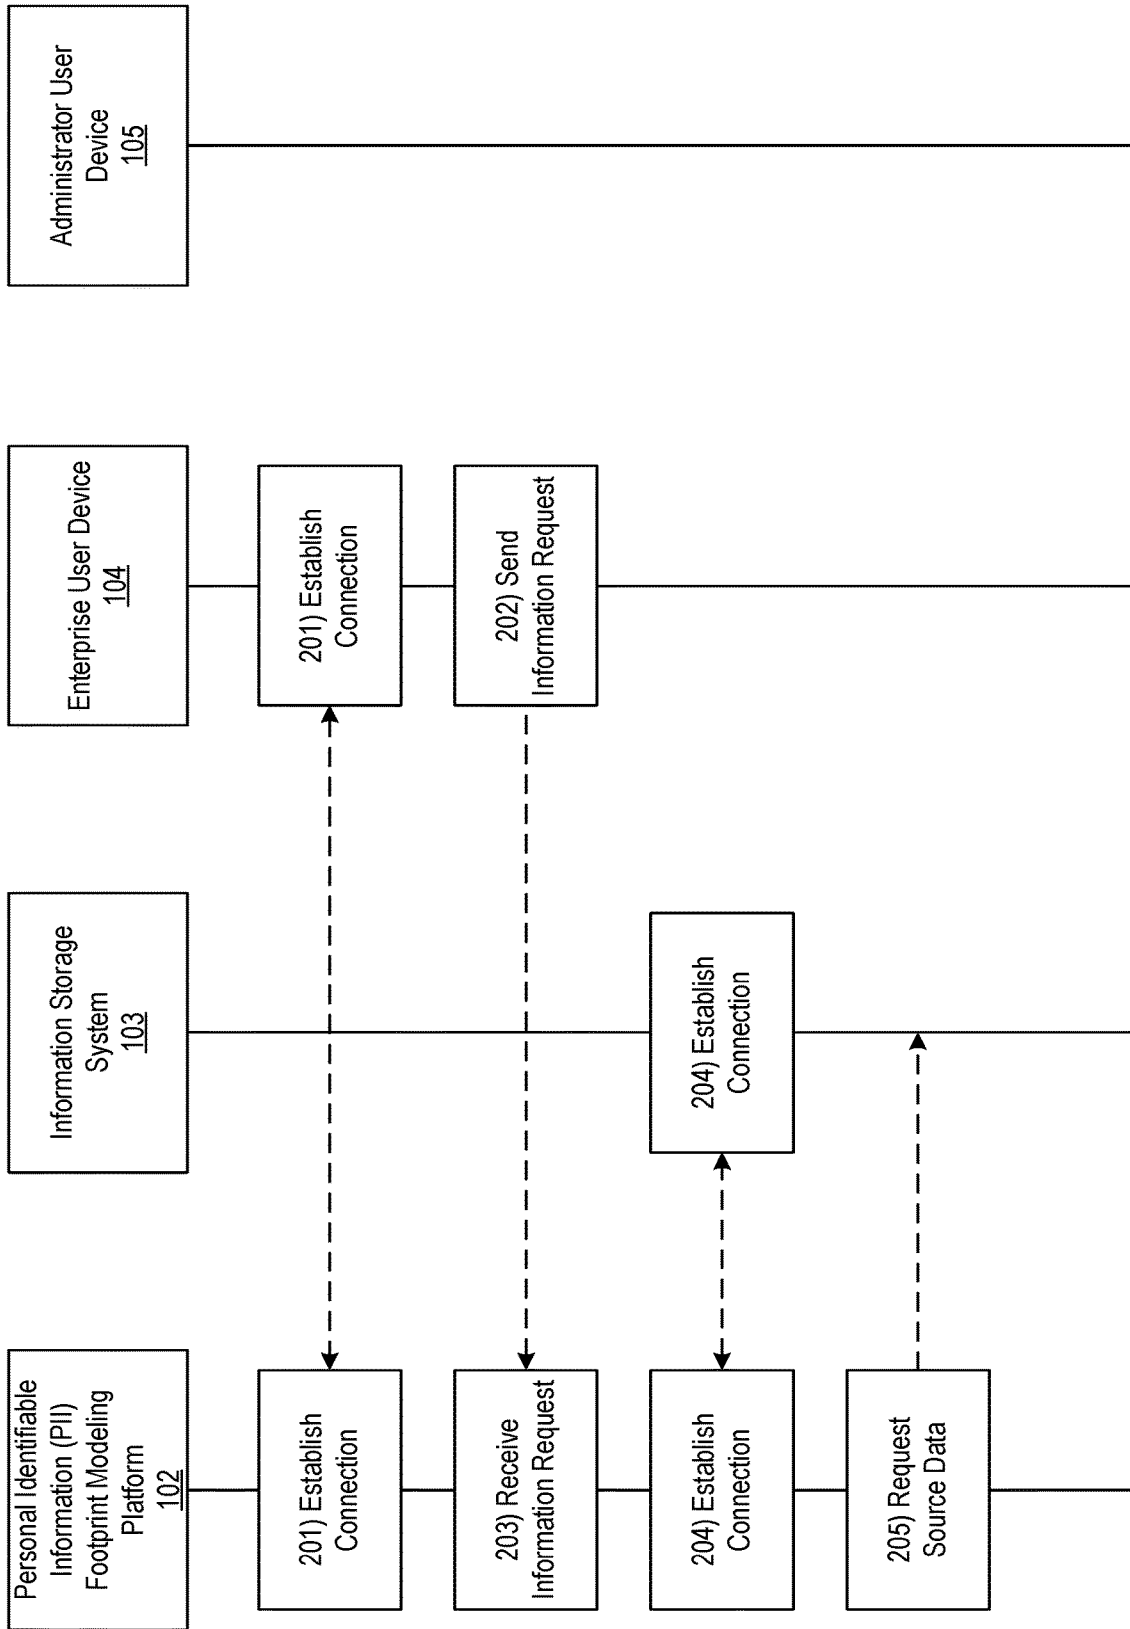 Personal Identifiable
Information (PII)
Footprint Modeling
Platform
102
Information Storage
System
103
Enterprise User Device
104
Administrator User
Device
105
201) Establish
Connection
201) Establish
Connection
203) Receive
Information Request
202) Send
Information Request
204) Establish
Connection
204) Establish
Connection
205) Request
Source Data